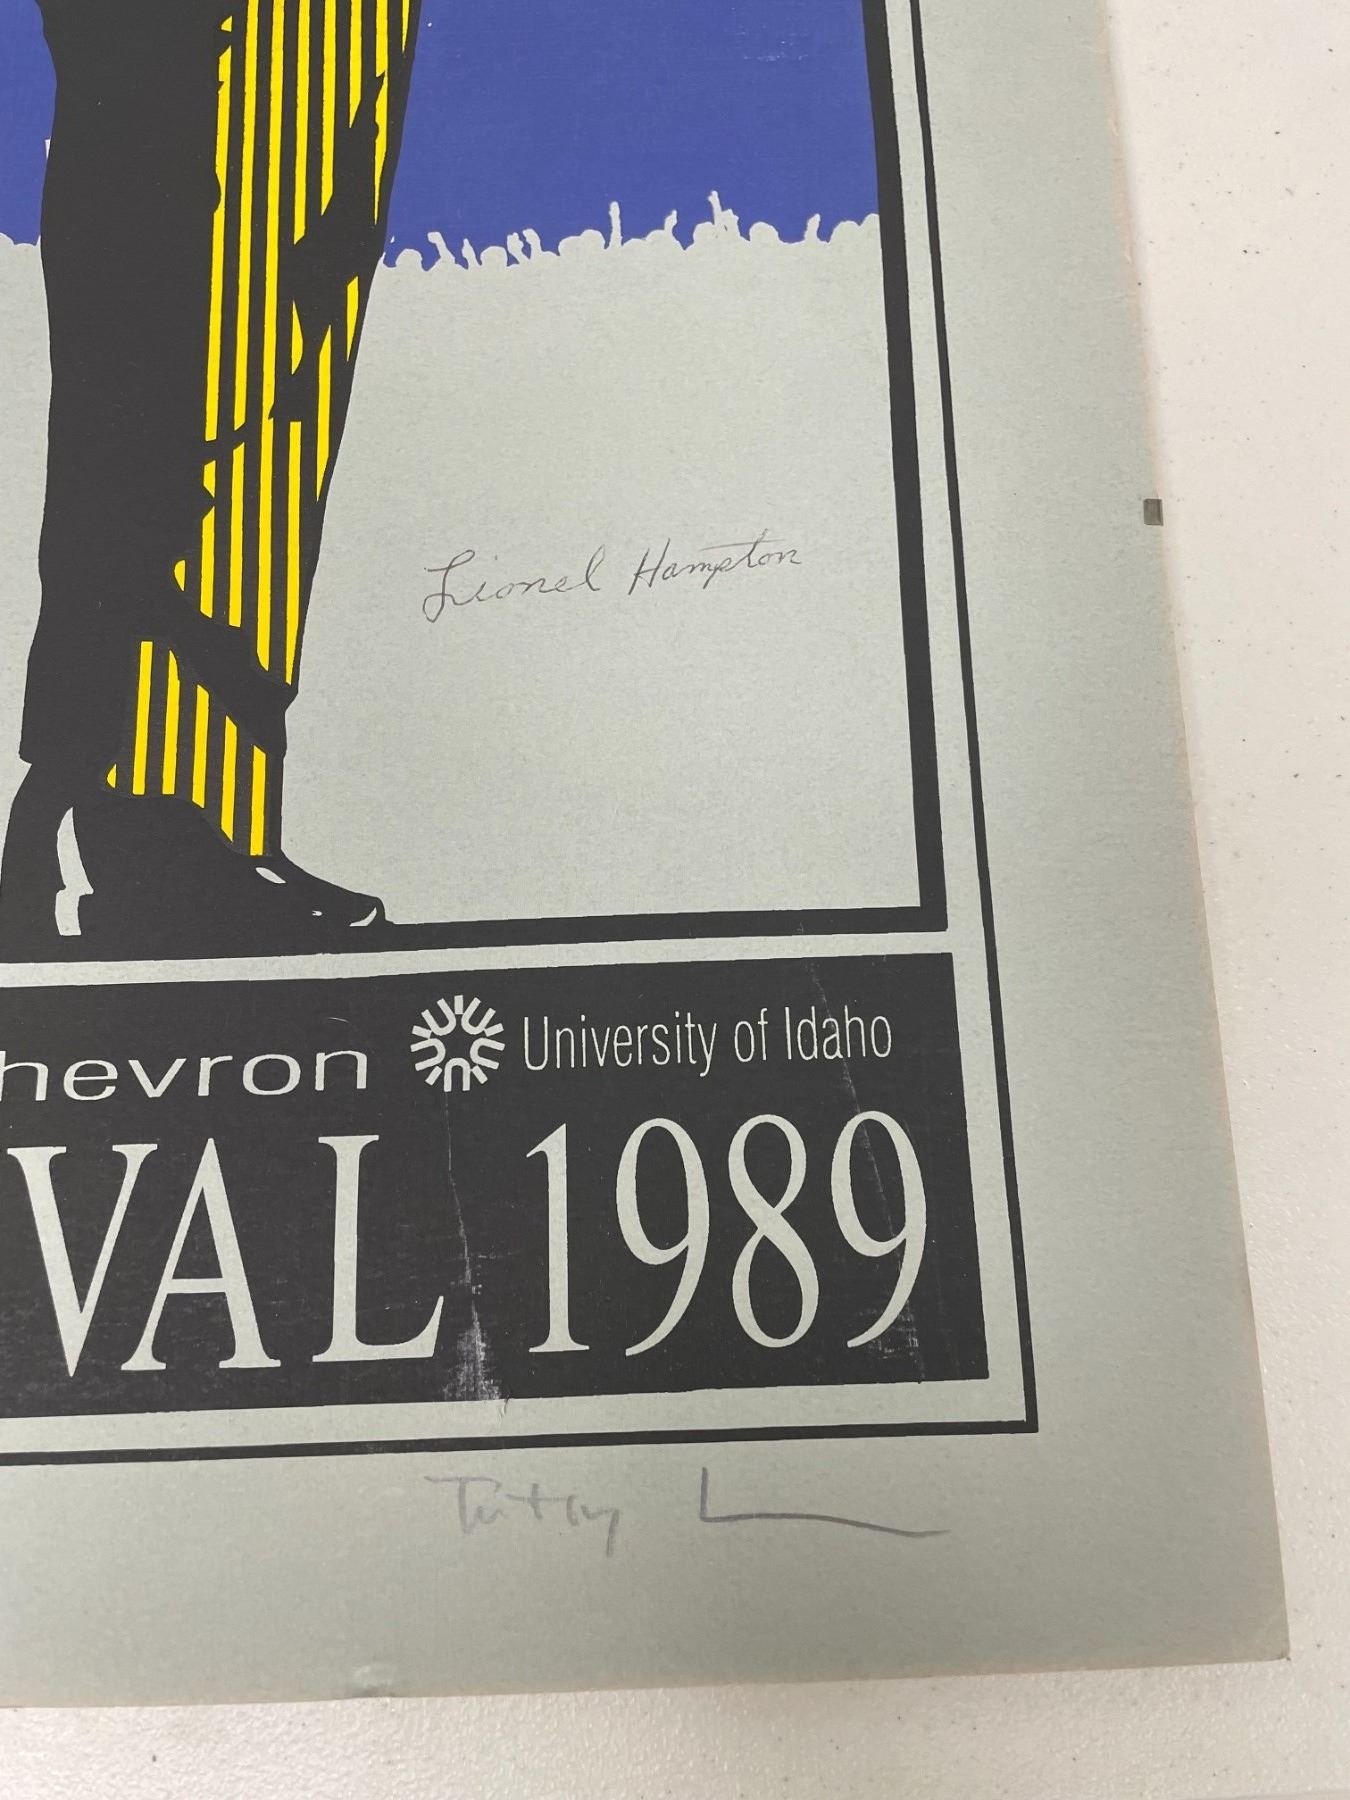 Lionel Hampton
hevron University of Idaho
VAL 1989